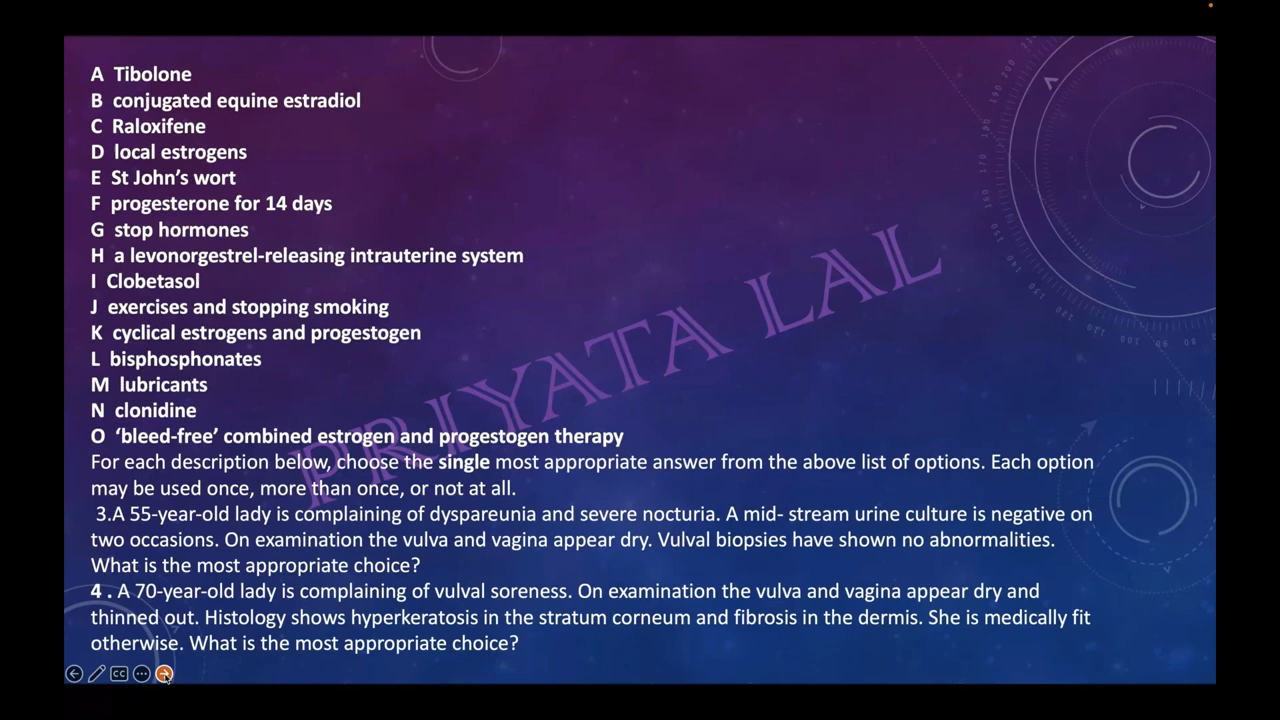 A Tibolone
B conjugated equine estradiol
C Raloxifene
D local estrogens
E St John’s wort
F progesterone for 14 days
G stop hormones
H a levonorgestrel-releasing intrauterine system
I Clobetasol
J exercises and stopping smoking
K cyclical estrogens and progestogen
L bisphosphonates
M lubricants
N clonidine
O ‘bleed-free’ combined estrogen and progestogen therapy
For each description below, choose the single most appropriate answer from the above list of options. Each option
may be used once, more than once, or not at all.
3.A 55-year-old lady is complaining of dyspareunia and severe nocturia. A mid- stream urine culture is negative on
two occasions. On examination the vulva and vagina appear dry. Vulval biopsies have shown no abnormalities.
What is the most appropriate choice?
4 . A 70-year-old lady is complaining of vulval soreness. On examination the vulva and vagina appear dry and
thinned out. Histology shows hyperkeratosis in the stratum corneum and fibrosis in the dermis. She is medically fit
otherwise. What is the most appropriate choice?
PRIYATA LAL
CC